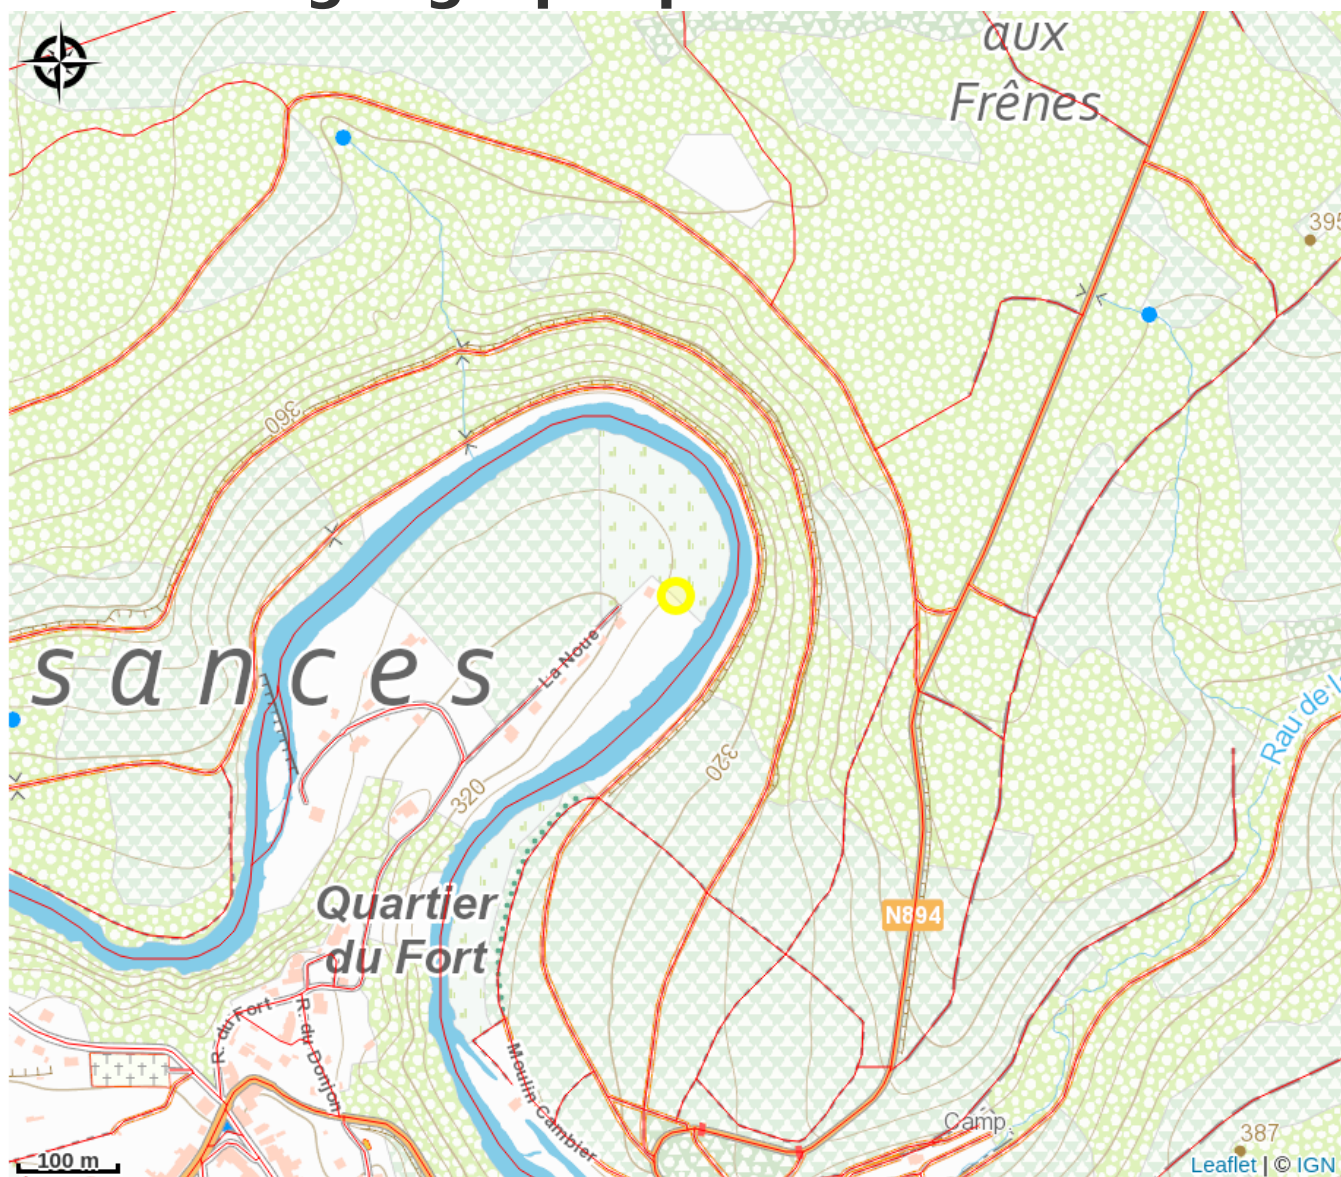 aux
Frênes
395
360
La Noue
sances
Rau de l
320
320
Quartier
du Fort
N894
R. du Fort
R. du Donjon
Moulin Cambier
Camp.
387
100 m
Leaflet | © IGN